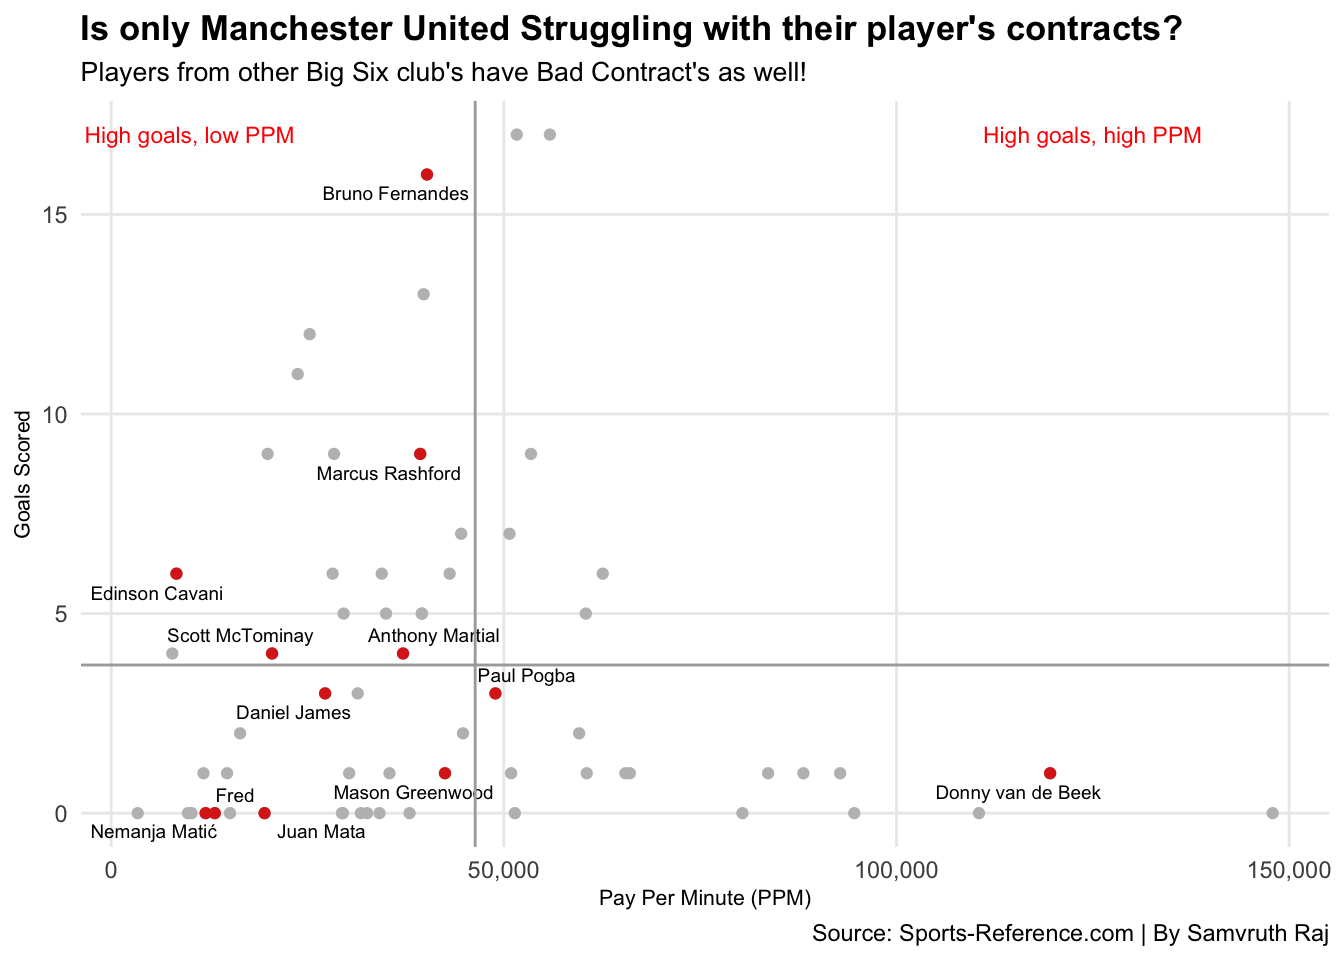 Is only Manchester United Struggling with their player's contracts?
Players from other Big Six club's have Bad Contract's as well!
High goals, low PPM
High goals, high PPM
Bruno Fernandes
15
10
Marcus Rashford
Goals Scored
Edinson Cavani
5
Scott McTominay
Anthony Martial
Paul Pogba
Daniel James
Fred
Mason Greenwood
Donny van de Beek
0
Nemanja Matić
Juan Mata
0
50,000
100,000
150,000
Pay Per Minute (PPM)
Source: Sports-Reference.com | By Samvruth Raj